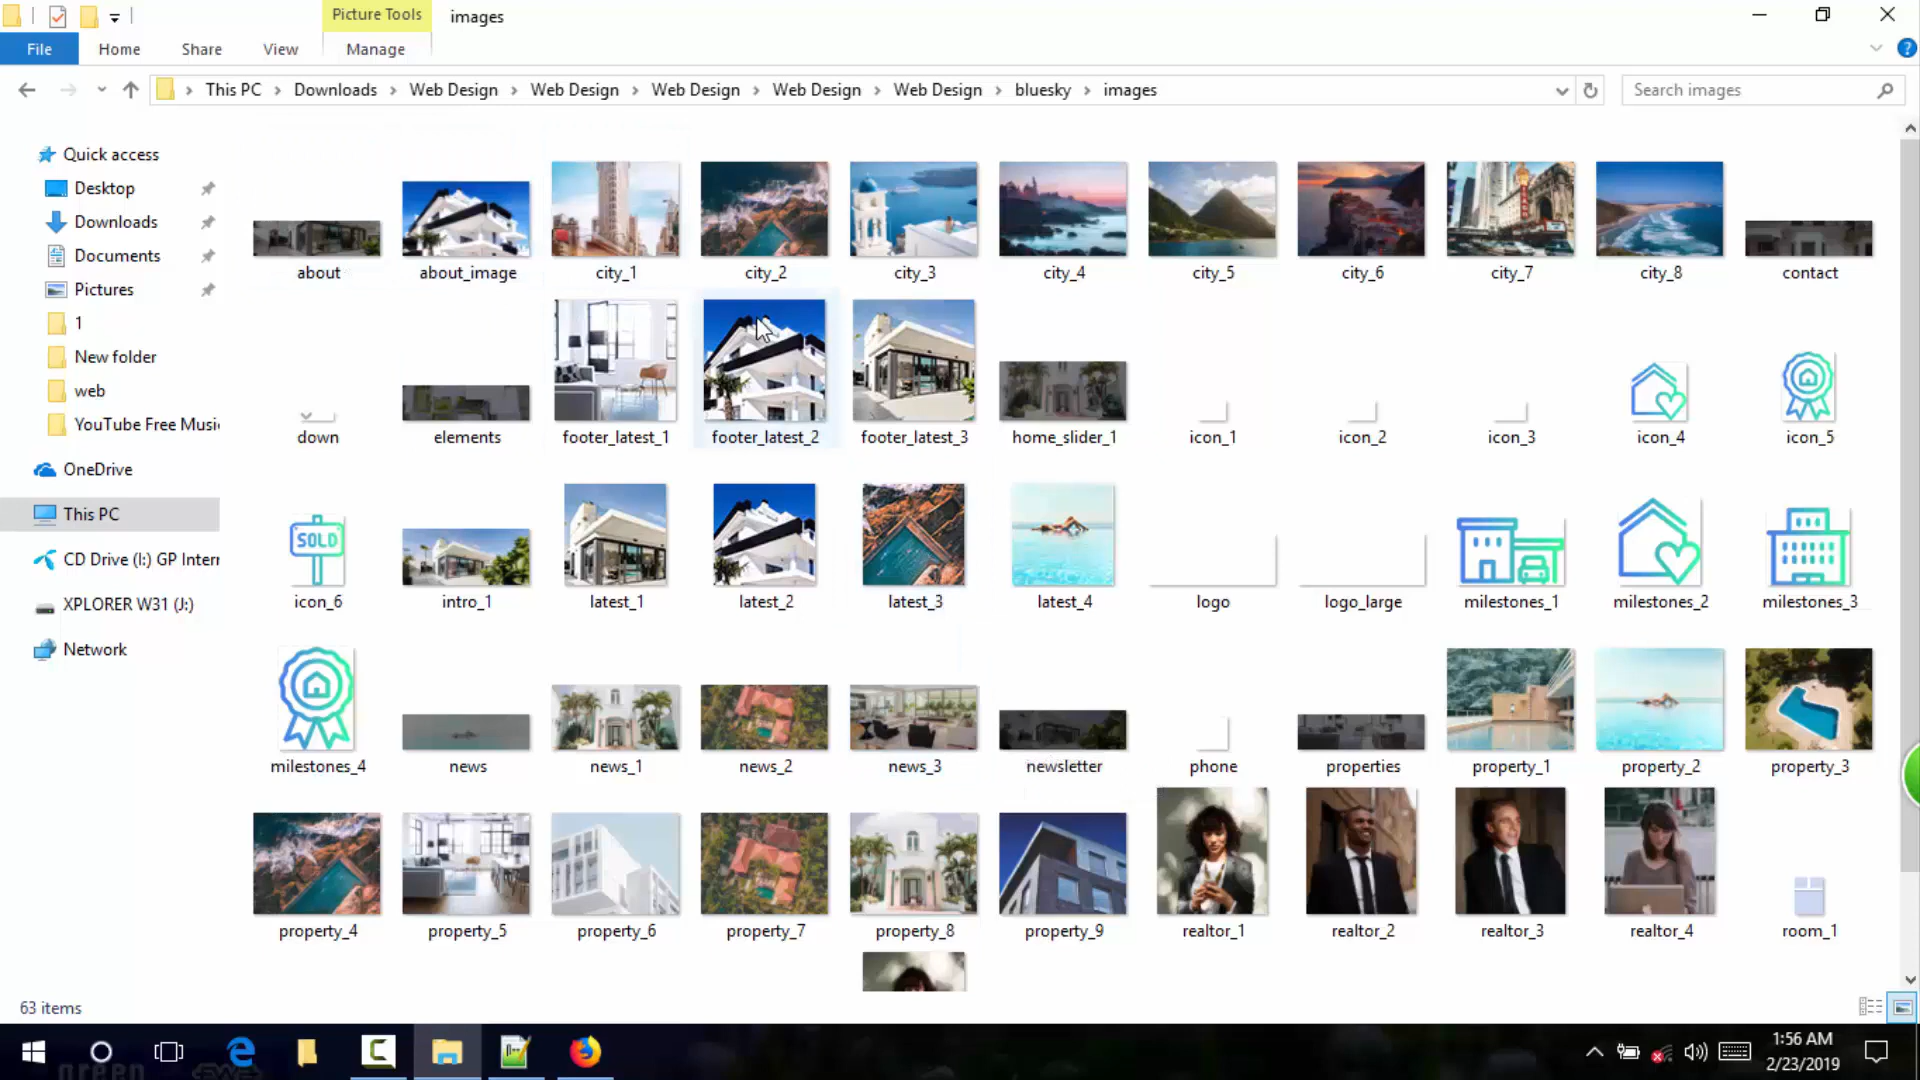 Picture Tools
images
File
Home
Share
View
Manage
This PC
Downloads
Web Design
Web Design
Web Design
Web Design
Web Design
bluesky
images
Search images
Quick access
Desktop
Downloads
Documents
Pictures
1
New folder
web
YouTube Free Music
OneDrive
This PC
CD Drive (I:) GP Intern
XPLORER W31 (J:)
Network
about
about_image
city_1
city_2
city_3
city_4
city_5
city_6
city_7
city_8
contact
down
elements
footer_latest_1
footer_latest_2
footer_latest_3
home_slider_1
icon_1
icon_2
icon_3
icon_4
icon_5
SOLD
icon_6
intro_1
latest_1
latest_2
latest_3
latest_4
logo
logo_large
milestones_1
milestones_2
milestones_3
milestones_4
news
news_1
news_2
news_3
newsletter
phone
properties
property_1
property_2
property_3
property_4
property_5
property_6
property_7
property_8
property_9
realtor_1
realtor_2
realtor_3
realtor_4
room_1
63 items
1:56 AM
2/23/2019
green